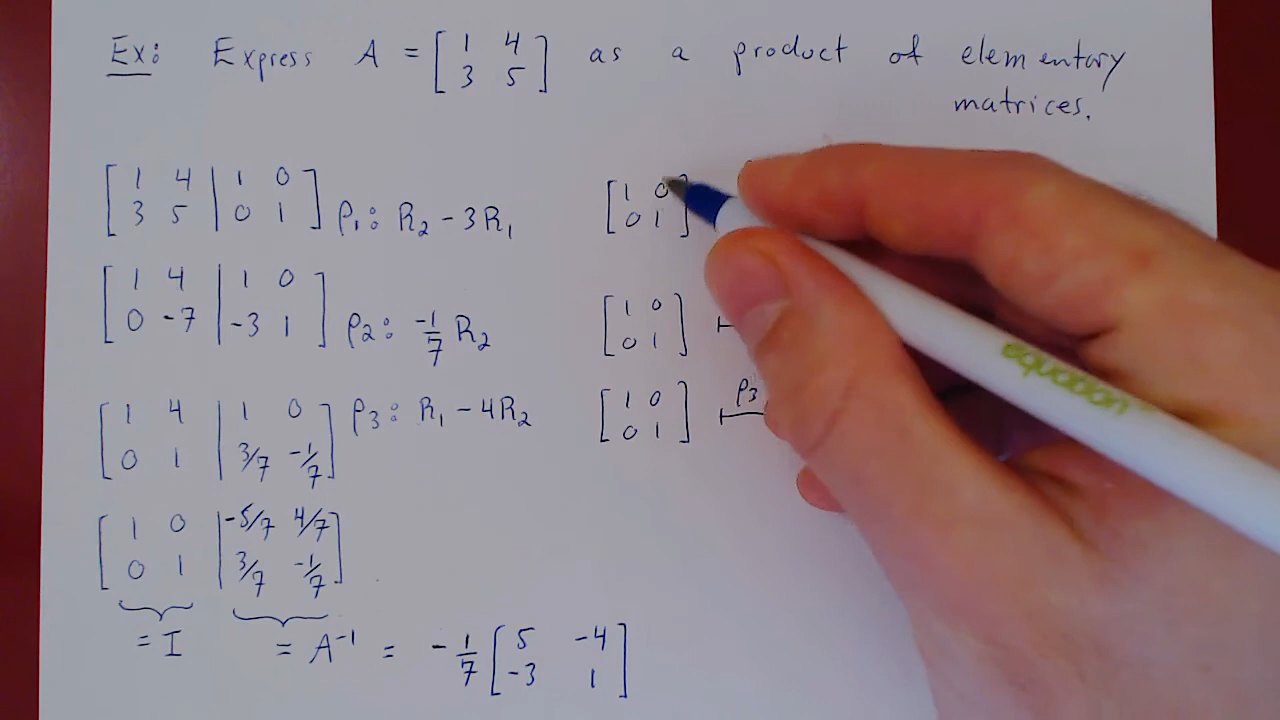 Ex: Express A = [ 1 4 ; 3 5 ] as a product of elementary
matrices.
[ 1 4 | 1 0 ]
[ 3 5 | 0 1 ] ρ₁: R₂ - 3R₁
[ 1 4 | 1 0 ]
[ 0 -7 | -3 1 ] ρ₂: -1/7 R₂
[ 1 4 | 1 0 ] ρ₃: R₁ - 4R₂
[ 0 1 | 3/7 -1/7 ]
[ 1 0 | -5/7 4/7 ]
[ 0 1 | 3/7 -1/7 ]
= I = A⁻¹ = -1/7 [ 5 -4 ; -3 1 ]
[ 1 0 ]
[ 0 1 ]
[ 1 0 ]
[ 0 1 ]
[ 1 0 ] ρ₃
[ 0 1 ]
equation